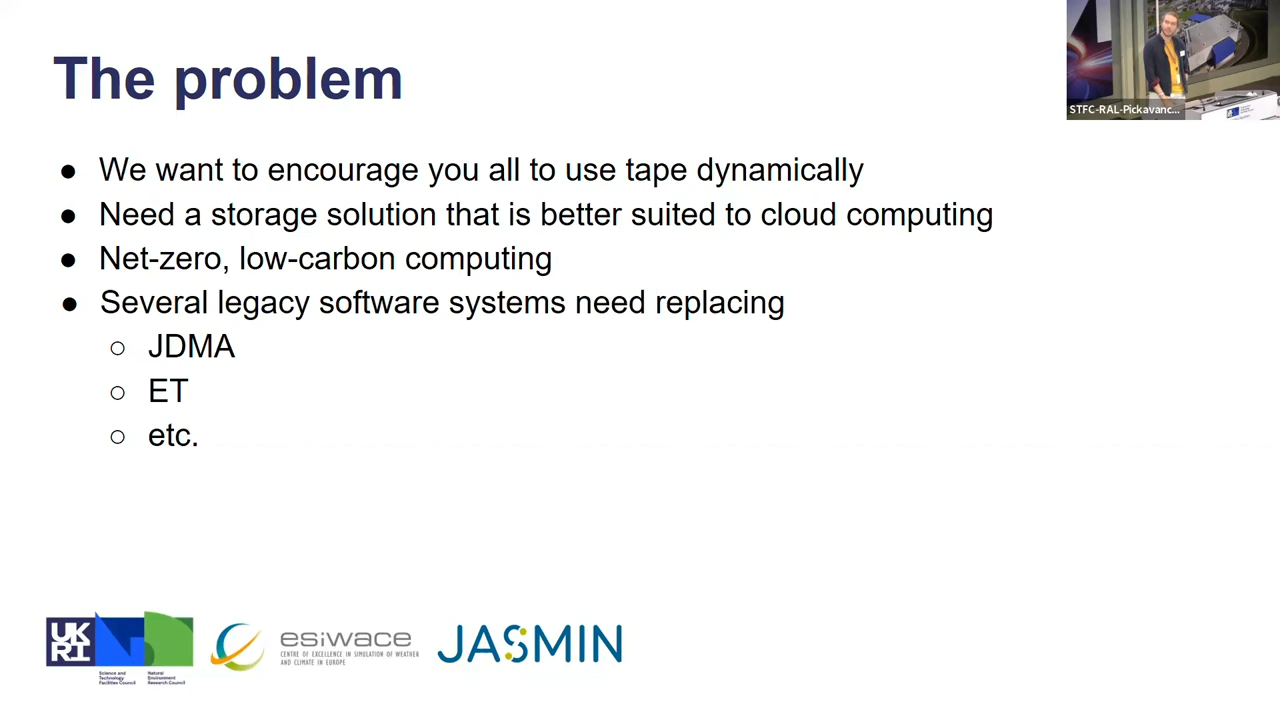 The problem
STFC-RAL-Pickavanc...
● We want to encourage you all to use tape dynamically
● Need a storage solution that is better suited to cloud computing
● Net-zero, low-carbon computing
● Several legacy software systems need replacing
○ JDMA
○ ET
○ etc.
UK
RI
Science and
Technology
Facilities Council
Natural
Environment
Research Council
esiwace
CENTRE OF EXCELLENCE IN SIMULATION OF WEATHER
AND CLIMATE IN EUROPE
JASMIN